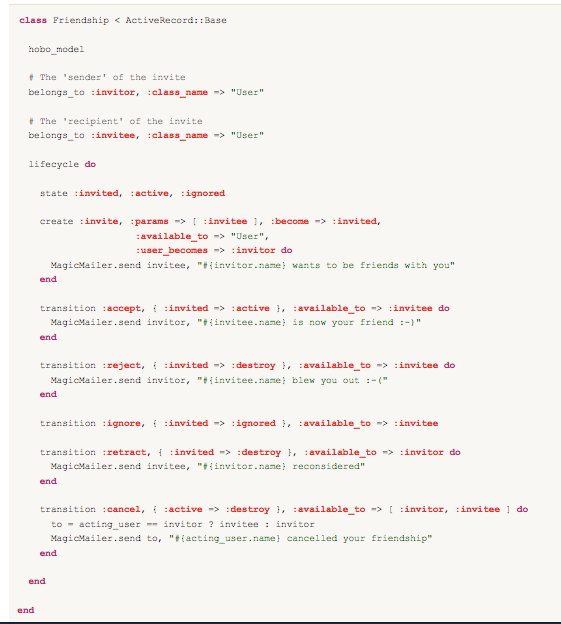 class Friendship < ActiveRecord::Base
hobo_model
# The 'sender' of the invite
belongs_to :invitor, :class_name => "User"
# The 'recipient' of the invite
belongs_to :invitee, :class_name => "User"
lifecycle do
state :invited, :active, :ignored
create :invite, :params => [ :invitee ], :become => :invited,
:available_to => "User",
:user_becomes => :invitor do
MagicMailer.send invitee, "#{invitor.name} wants to be friends with you"
end
transition :accept, { :invited => :active }, :available_to => :invitee do
MagicMailer.send invitor, "#{invitee.name} is now your friend :-)"
end
transition :reject, { :invited => :destroy }, :available_to => :invitee do
MagicMailer.send invitor, "#{invitee.name} blew you out :-("
end
transition :ignore, { :invited => :ignored }, :available_to => :invitee
transition :retract, { :invited => :destroy }, :available_to => :invitor do
MagicMailer.send invitee, "#{invitor.name} reconsidered"
end
transition :cancel, { :active => :destroy }, :available_to => [ :invitor, :invitee ] do
to = acting_user == invitor ? invitee : invitor
MagicMailer.send to, "#{acting_user.name} cancelled your friendship"
end
end
end